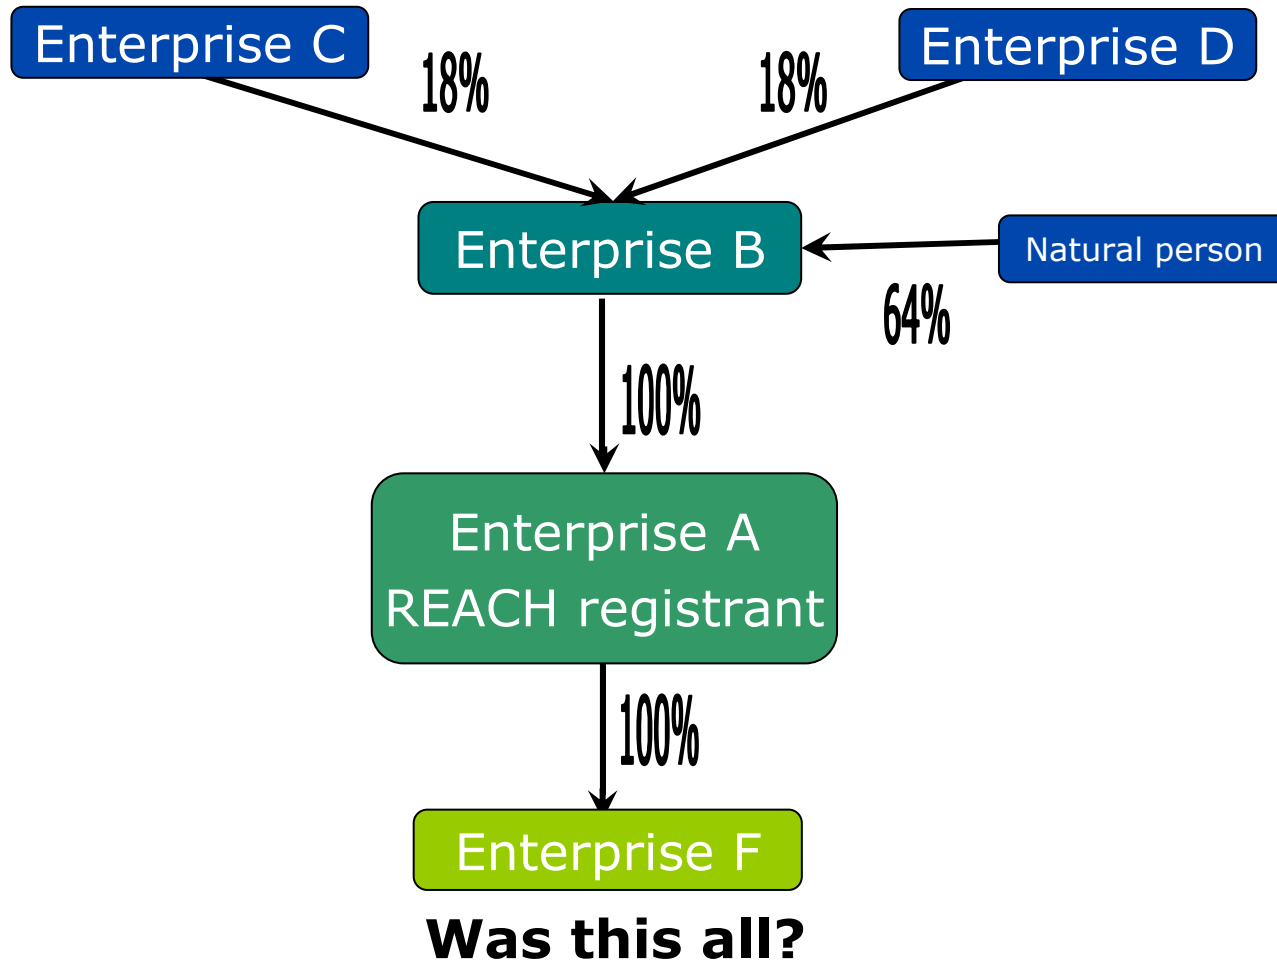 Enterprise C
Enterprise D
18%
18%
Enterprise B
Natural person
64%
100%
Enterprise A
REACH registrant
100%
Enterprise F
Was this all?